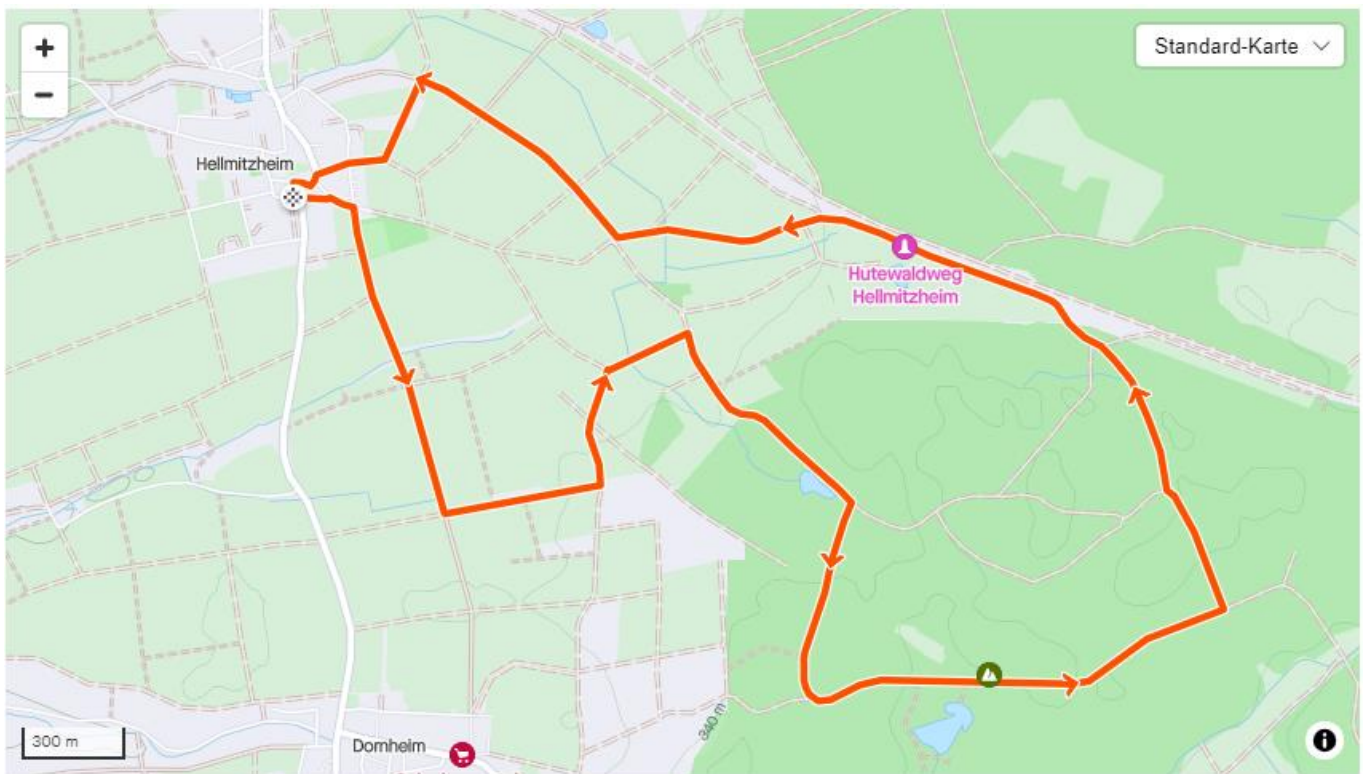 +
Standard-Karte
−
Hellmitzheim
Hutewaldweg
Hellmitzheim
340 m
300 m
Dornheim